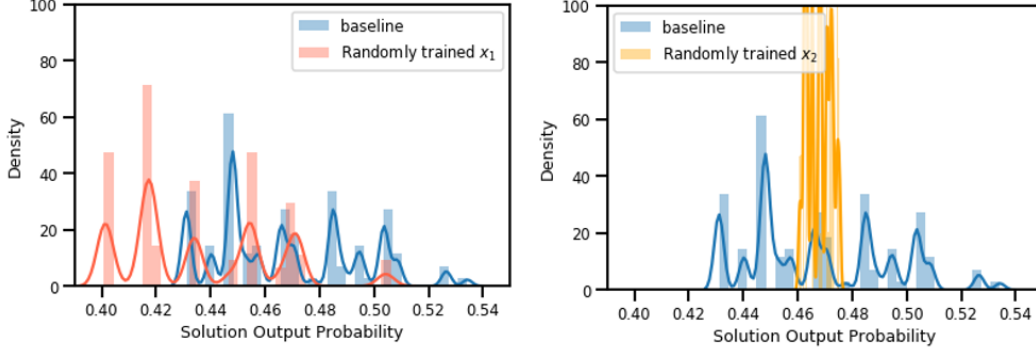 100
80
60
40
20
0
Density
baseline
Randomly trained x₁
0.40 0.42 0.44 0.46 0.48 0.50 0.52 0.54
Solution Output Probability
100
80
60
40
20
0
Density
baseline
Randomly trained x₂
0.40 0.42 0.44 0.46 0.48 0.50 0.52 0.54
Solution Output Probability